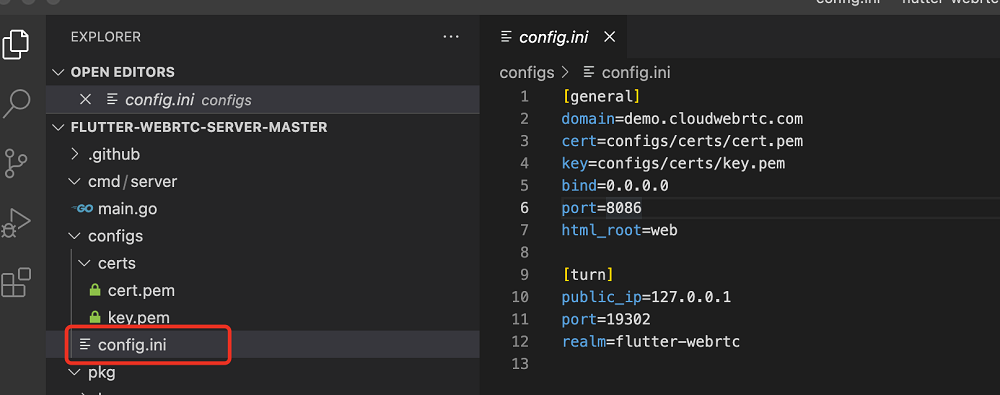 EXPLORER
OPEN EDITORS
config.ini configs
FLUTTER-WEBRTC-SERVER-MASTER
.github
cmd/server
GO main.go
configs
certs
cert.pem
key.pem
config.ini
pkg
config.ini
configs > config.ini
1 [general]
2 domain=demo.cloudwebrtc.com
3 cert=configs/certs/cert.pem
4 key=configs/certs/key.pem
5 bind=0.0.0.0
6 port=8086
7 html_root=web
8
9 [turn]
10 public_ip=127.0.0.1
11 port=19302
12 realm=flutter-webrtc
13